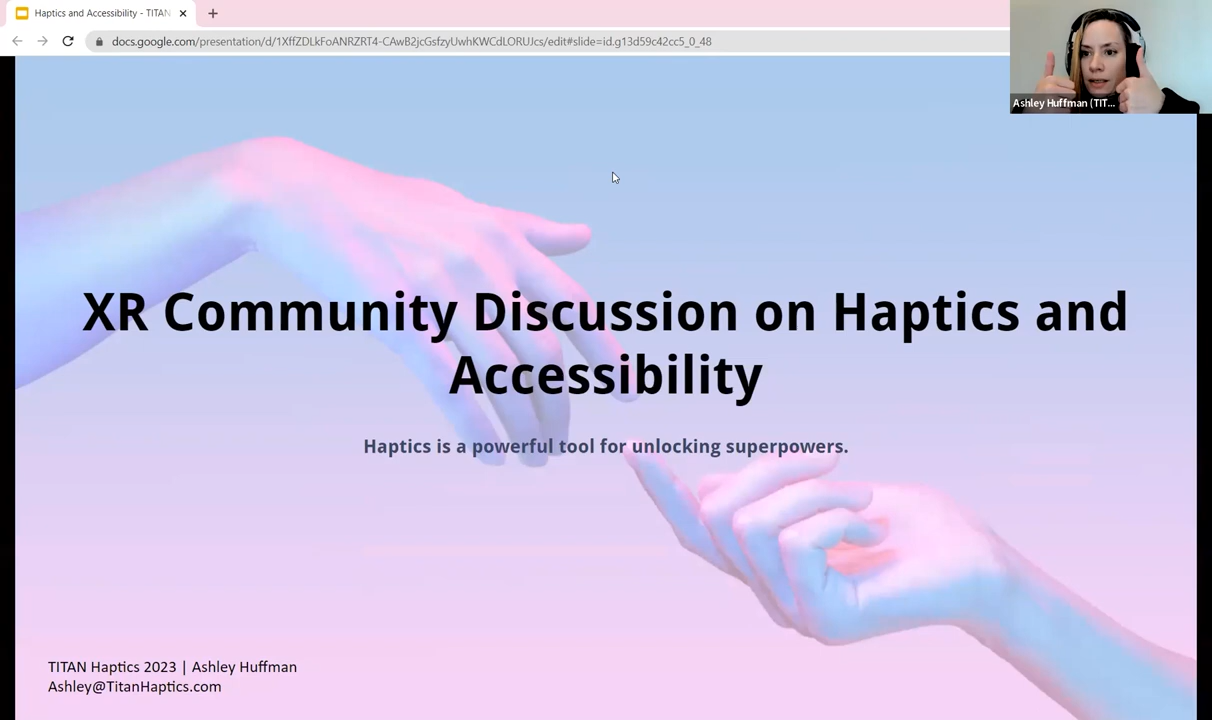 Haptics and Accessibility - TITAN
docs.google.com/presentation/d/1XffZDLkFoANRZRT4-CAwB2jcGsfzyUwhKWCdLORUJcs/edit#slide=id.g13d59c42cc5_0_48
Ashley Huffman (TIT...
XR Community Discussion on Haptics and
Accessibility
Haptics is a powerful tool for unlocking superpowers.
TITAN Haptics 2023 | Ashley Huffman
Ashley@TitanHaptics.com